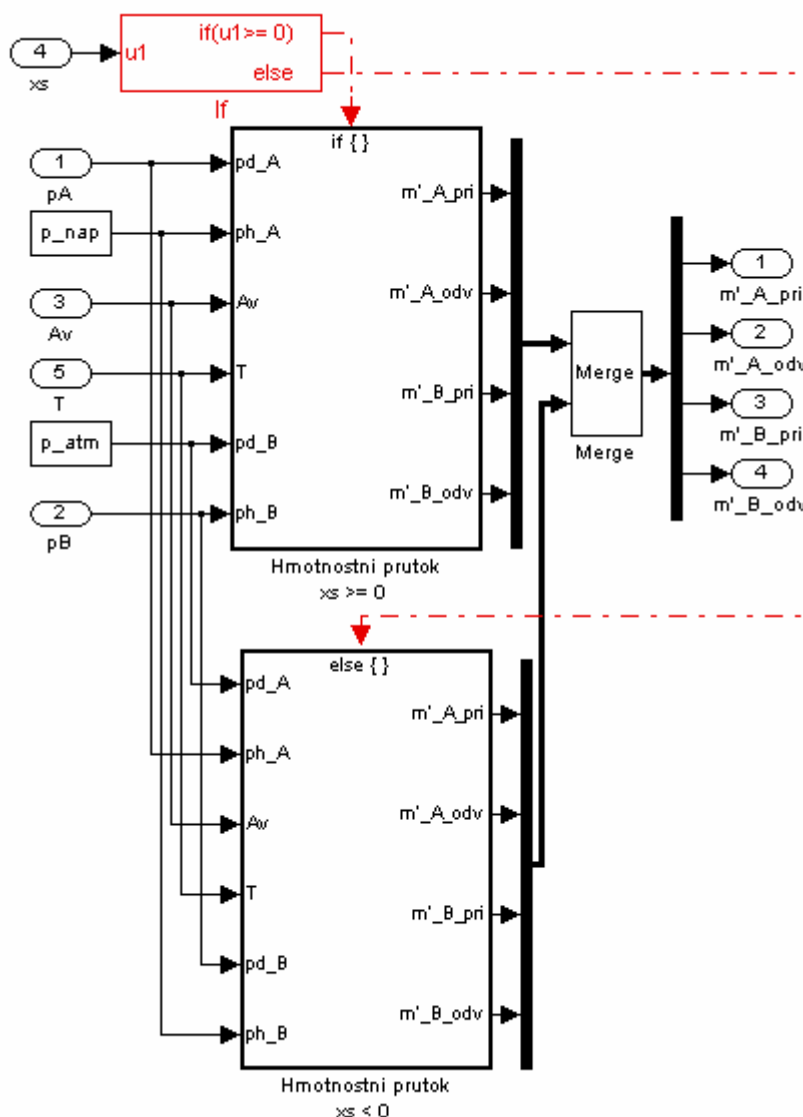 4
xs
u1
if(u1>= 0)
else
If
1
pA
p_nap
3
Av
5
T
p_atm
2
pB
if { }
pd_A
ph_A
Av
T
pd_B
ph_B
m'_A_pri
m'_A_odv
m'_B_pri
m'_B_odv
Hmotnostni prutok
xs >= 0
Merge
Merge
1
m'_A_pri
2
m'_A_odv
3
m'_B_pri
4
m'_B_odv
else { }
pd_A
ph_A
Av
T
pd_B
ph_B
m'_A_pri
m'_A_odv
m'_B_pri
m'_B_odv
Hmotnostni prutok
xs < 0